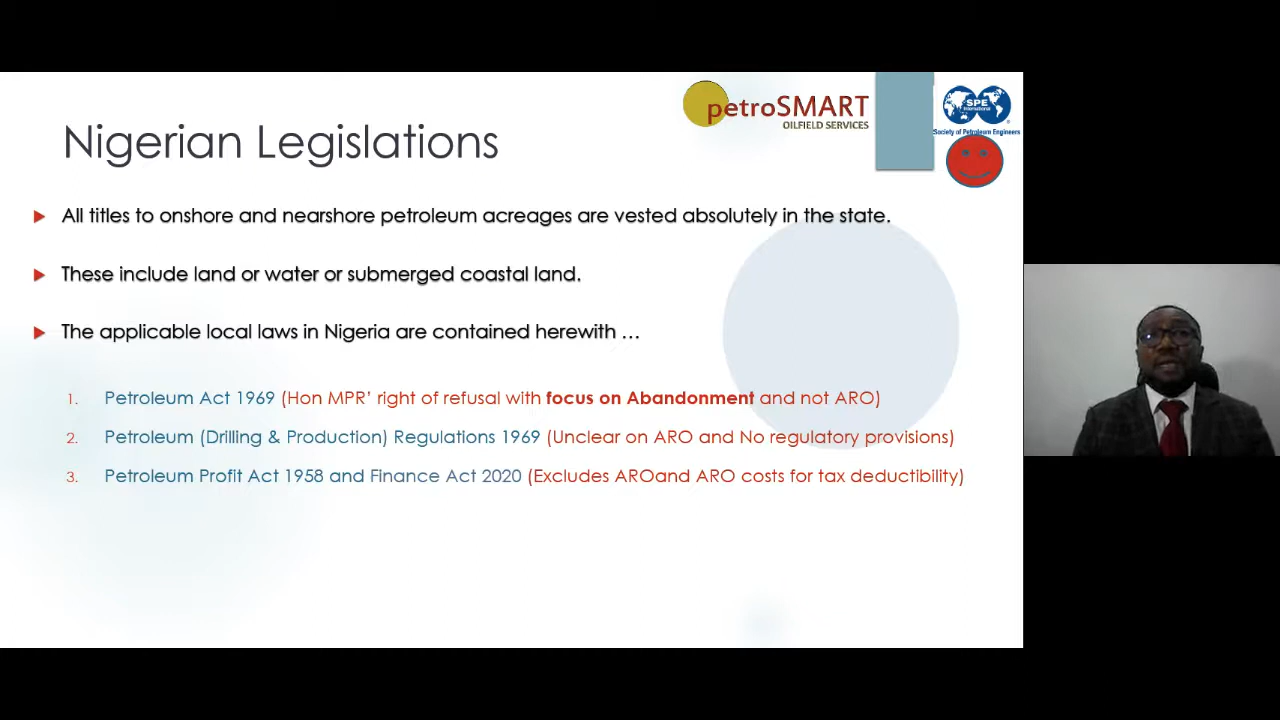 petroSMART
OILFIELD SERVICES
SPE
International
Society of Petroleum Engineers
Nigerian Legislations
All titles to onshore and nearshore petroleum acreages are vested absolutely in the state.
These include land or water or submerged coastal land.
The applicable local laws in Nigeria are contained herewith …
1. Petroleum Act 1969 (Hon MPR’ right of refusal with focus on Abandonment and not ARO)
2. Petroleum (Drilling & Production) Regulations 1969 (Unclear on ARO and No regulatory provisions)
3. Petroleum Profit Act 1958 and Finance Act 2020 (Excludes AROand ARO costs for tax deductibility)